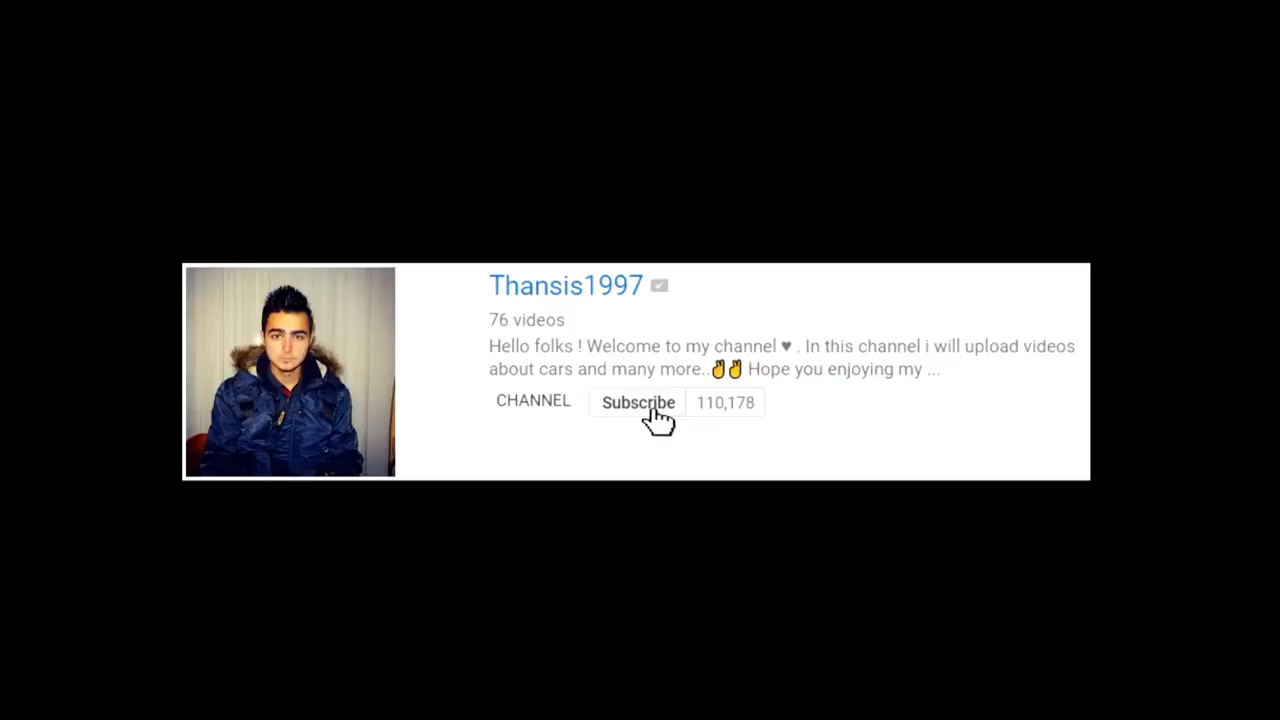 Thansis1997
76 videos
Hello folks ! Welcome to my channel ♥ . In this channel i will upload videos
about cars and many more..✌✌ Hope you enjoying my ...
CHANNEL Subscribe 110,178